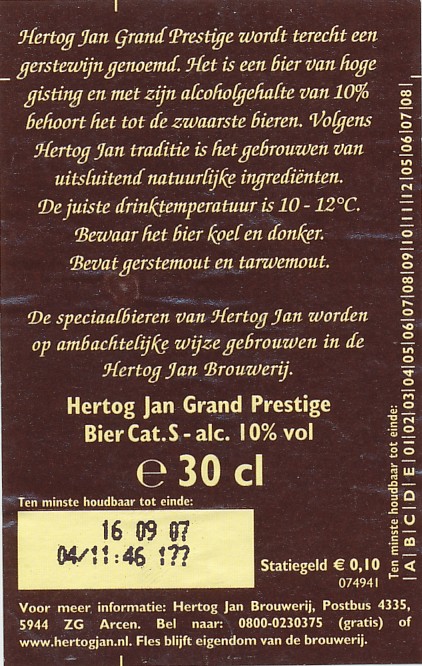 Hertog Jan Grand Prestige wordt terecht een
gerstewijn genoemd. Het is een bier van hoge
gisting en met zijn alcoholgehalte van 10%
behoort het tot de zwaarste bieren. Volgens
Hertog Jan traditie is het gebrouwen van
uitsluitend natuurlijke ingrediënten.
De juiste drinktemperatuur is 10 - 12°C.
Bewaar het bier koel en donker.
Bevat gerstemout en tarwemout.
De speciaalbieren van Hertog Jan worden
op ambachtelijke wijze gebrouwen in de
Hertog Jan Brouwerij.
Hertog Jan Grand Prestige
Bier Cat.S - alc. 10% vol
℮ 30 cl
Ten minste houdbaar tot einde:
16 09 07
04/11:46 1??
Statiegeld € 0,10
074941
Voor meer informatie: Hertog Jan Brouwerij, Postbus 4335,
5944 ZG Arcen. Bel naar: 0800-0230375 (gratis) of
www.hertogjan.nl. Fles blijft eigendom van de brouwerij.
Ten minste houdbaar tot einde:
|A|B|C|D|E|01|02|03|04|05|06|07|08|09|10|11|12|05|06|07|08|